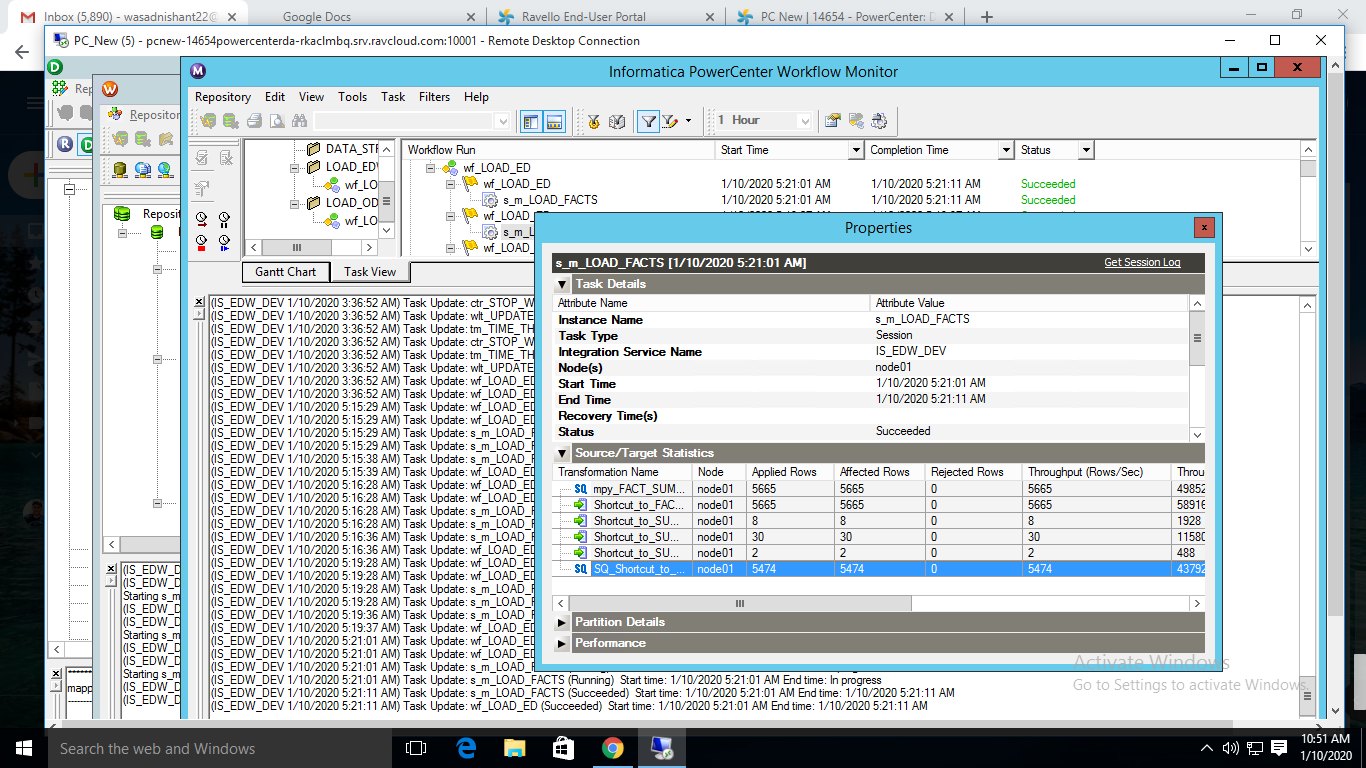 Inbox (5,890) - wasadnishant22@
Google Docs
Ravello End-User Portal
PC New | 14654 - PowerCenter: D
PC_New (5) - pcnew-14654powercenterda-rkaclmbq.srv.ravcloud.com:10001 - Remote Desktop Connection
Informatica PowerCenter Workflow Monitor
Repository Edit View Tools Task Filters Help
Repository
1 Hour
DATA_STR
LOAD_EDW
wf_LO
LOAD_OD
wf_LO
Reposit
Workflow Run Start Time Completion Time Status
wf_LOAD_ED
wf_LOAD_ED 1/10/2020 5:21:01 AM 1/10/2020 5:21:11 AM Succeeded
s_m_LOAD_FACTS 1/10/2020 5:21:01 AM 1/10/2020 5:21:11 AM Succeeded
s_m_L
wf_LOAD_
Gantt Chart Task View
Properties
s_m_LOAD_FACTS [1/10/2020 5:21:01 AM] Get Session Log
Task Details
Attribute Name Attribute Value
Instance Name s_m_LOAD_FACTS
Task Type Session
Integration Service Name IS_EDW_DEV
Node(s) node01
Start Time 1/10/2020 5:21:01 AM
End Time 1/10/2020 5:21:11 AM
Recovery Time(s)
Status Succeeded
Source/Target Statistics
Transformation Name Node Applied Rows Affected Rows Rejected Rows Throughput (Rows/Sec) Throu
mpy_FACT_SUM... node01 5665 5665 0 5665 49852
Shortcut_to_FAC... node01 5665 5665 0 5665 58916
Shortcut_to_SU... node01 8 8 0 8 1928
Shortcut_to_SU... node01 30 30 0 30 11580
Shortcut_to_SU... node01 2 2 0 2 488
SQ_Shortcut_to_... node01 5474 5474 0 5474 43792
Partition Details
Performance
(IS_EDW_DEV 1/10/2020 3:36:52 AM) Task Update: ctr_STOP_W
(IS_EDW_DEV 1/10/2020 3:36:52 AM) Task Update: wlt_UPDATE
(IS_EDW_DEV 1/10/2020 3:36:52 AM) Task Update: tm_TIME_TH
(IS_EDW_DEV 1/10/2020 3:36:52 AM) Task Update: ctr_STOP_W
(IS_EDW_DEV 1/10/2020 3:36:52 AM) Task Update: tm_TIME_TH
(IS_EDW_DEV 1/10/2020 3:36:52 AM) Task Update: wlt_UPDATE
(IS_EDW_DEV 1/10/2020 3:36:52 AM) Task Update: wf_LOAD_ED
(IS_EDW_DEV 1/10/2020 3:36:52 AM) Task Update: wf_LOAD_ED
(IS_EDW_DEV 1/10/2020 5:15:29 AM) Task Update: wf_LOAD_ED
(IS_EDW_DEV 1/10/2020 5:15:29 AM) Task Update: wf_LOAD_ED
(IS_EDW_DEV 1/10/2020 5:15:29 AM) Task Update: s_m_LOAD_F
(IS_EDW_DEV 1/10/2020 5:15:29 AM) Task Update: s_m_LOAD_F
(IS_EDW_DEV 1/10/2020 5:15:38 AM) Task Update: s_m_LOAD_F
(IS_EDW_DEV 1/10/2020 5:15:39 AM) Task Update: wf_LOAD_ED
(IS_EDW_DEV 1/10/2020 5:16:28 AM) Task Update: wf_LOAD_ED
(IS_EDW_DEV 1/10/2020 5:16:28 AM) Task Update: wf_LOAD_ED
(IS_EDW_DEV 1/10/2020 5:16:28 AM) Task Update: s_m_LOAD_F
(IS_EDW_DEV 1/10/2020 5:16:28 AM) Task Update: s_m_LOAD_F
(IS_EDW_DEV 1/10/2020 5:16:36 AM) Task Update: s_m_LOAD_F
(IS_EDW_DEV 1/10/2020 5:16:36 AM) Task Update: wf_LOAD_ED
(IS_EDW_DEV 1/10/2020 5:19:28 AM) Task Update: wf_LOAD_ED
(IS_EDW_DEV 1/10/2020 5:19:28 AM) Task Update: wf_LOAD_ED
(IS_EDW_DEV 1/10/2020 5:19:28 AM) Task Update: s_m_LOAD_F
(IS_EDW_DEV 1/10/2020 5:19:28 AM) Task Update: s_m_LOAD_F
(IS_EDW_DEV 1/10/2020 5:19:36 AM) Task Update: s_m_LOAD_F
(IS_EDW_DEV 1/10/2020 5:19:37 AM) Task Update: wf_LOAD_ED
(IS_EDW_DEV 1/10/2020 5:21:01 AM) Task Update: wf_LOAD_ED
(IS_EDW_DEV 1/10/2020 5:21:01 AM) Task Update: wf_LOAD_ED
(IS_EDW_DEV 1/10/2020 5:21:01 AM) Task Update: s_m_LOAD_F
(IS_EDW_DEV 1/10/2020 5:21:01 AM) Task Update: s_m_LOAD_FACTS (Running) Start time: 1/10/2020 5:21:01 AM End time: In progress
(IS_EDW_DEV 1/10/2020 5:21:11 AM) Task Update: s_m_LOAD_FACTS (Succeeded) Start time: 1/10/2020 5:21:01 AM End time: 1/10/2020 5:21:11 AM
(IS_EDW_DEV 1/10/2020 5:21:11 AM) Task Update: wf_LOAD_ED (Succeeded) Start time: 1/10/2020 5:21:01 AM End time: 1/10/2020 5:21:11 AM
(IS_EDW_D
(IS_EDW_D
Starting s_m
(IS_EDW_D
(IS_EDW_D
Starting s_m
(IS_EDW_D
(IS_EDW_D
Starting s_m
(IS_EDW_D
(IS_EDW_D
mapp
Activate Windows
Go to Settings to activate Windows.
Search the web and Windows
10:51 AM
1/10/2020